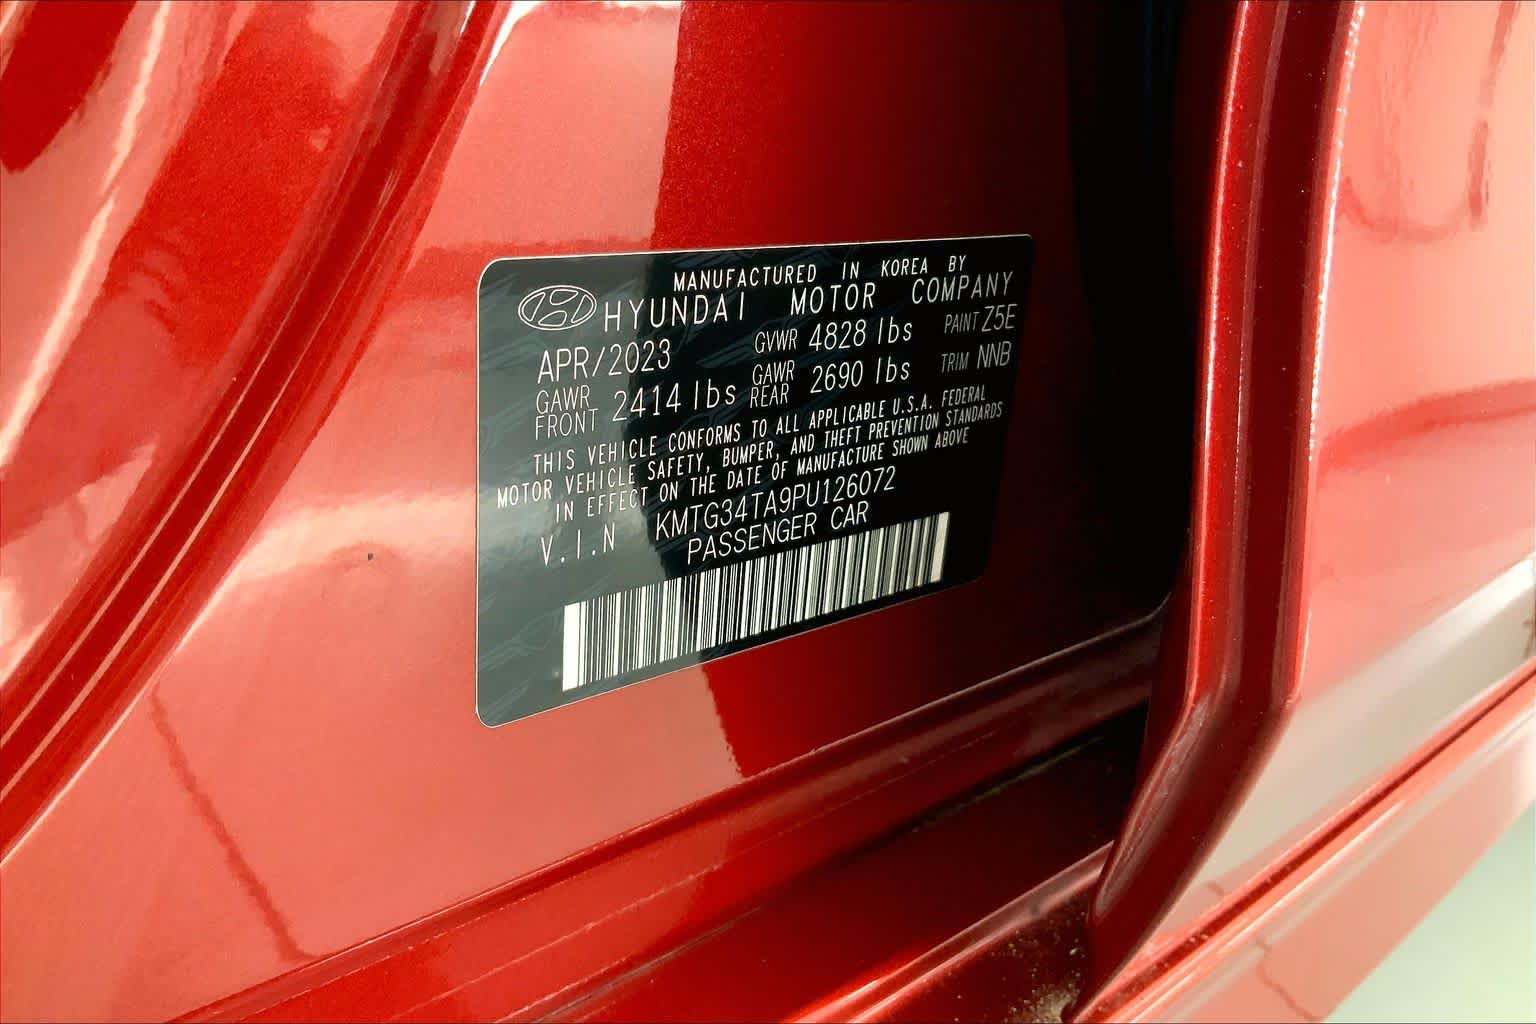 MANUFACTURED IN KOREA BY
HYUNDAI MOTOR COMPANY
APR/2023 GVWR 4828 lbs PAINT Z5E
GAWR FRONT 2414 lbs GAWR REAR 2690 lbs TRIM NNB
THIS VEHICLE CONFORMS TO ALL APPLICABLE U.S.A. FEDERAL
MOTOR VEHICLE SAFETY, BUMPER, AND THEFT PREVENTION STANDARDS
IN EFFECT ON THE DATE OF MANUFACTURE SHOWN ABOVE
V.I.N KMTG34TA9PU126072
PASSENGER CAR